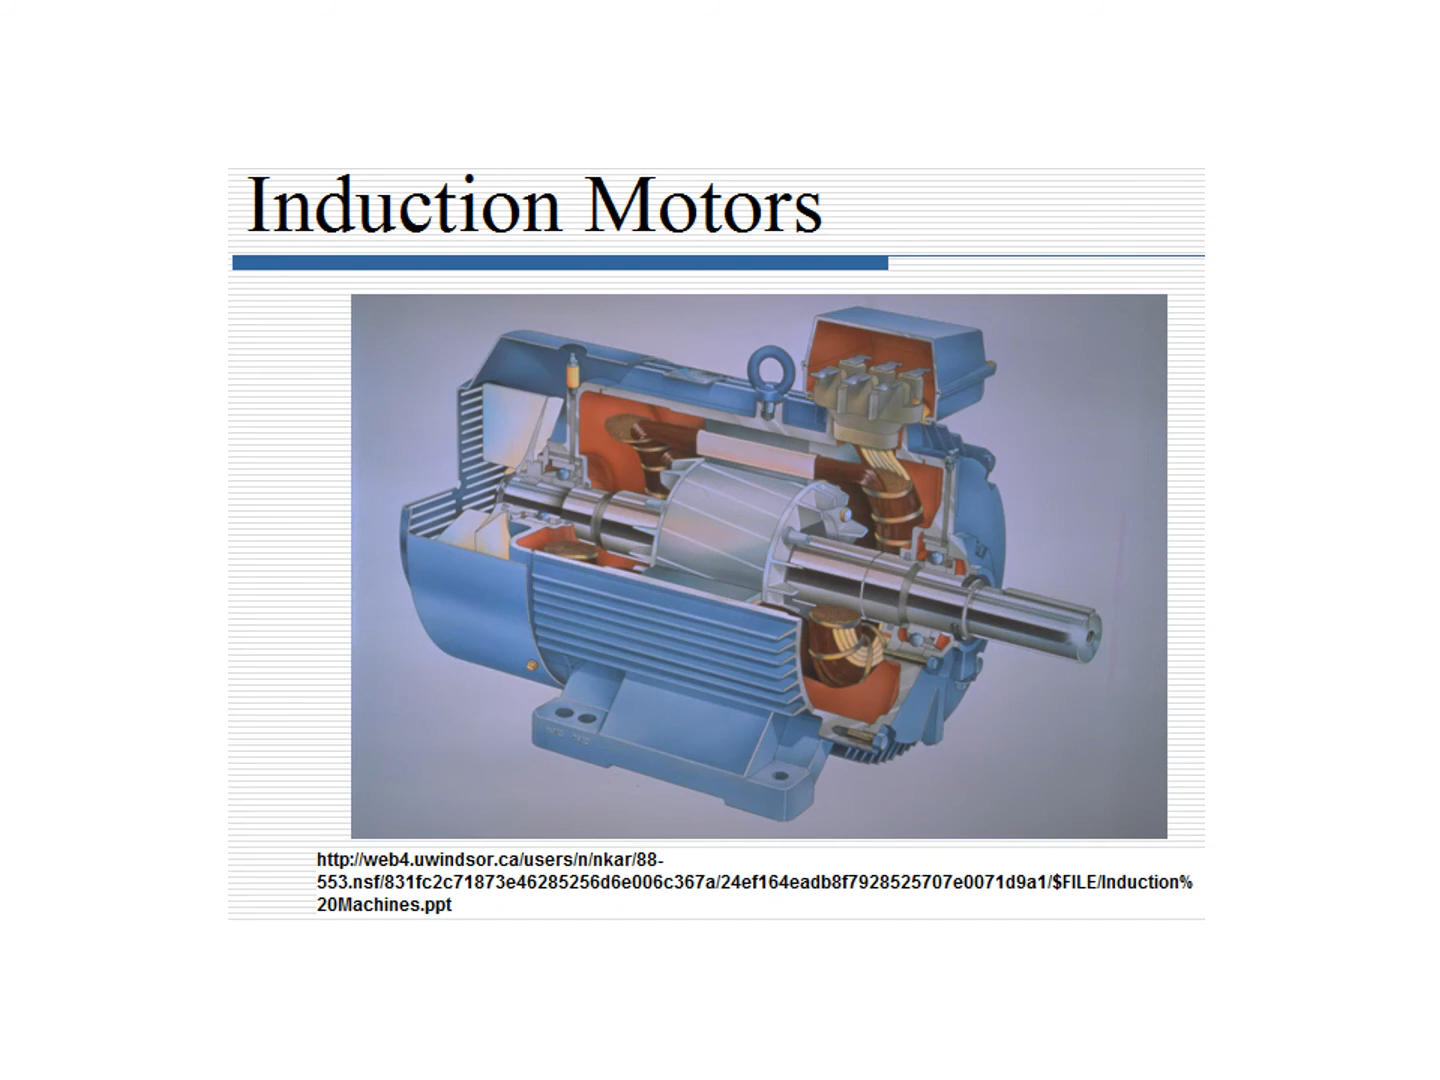 Induction Motors
http://web4.uwindsor.ca/users/n/nkar/88-
553.nsf/831fc2c71873e46285256d6e006c367a/24ef164eadb8f7928525707e0071d9a1/$FILE/Induction%
20Machines.ppt